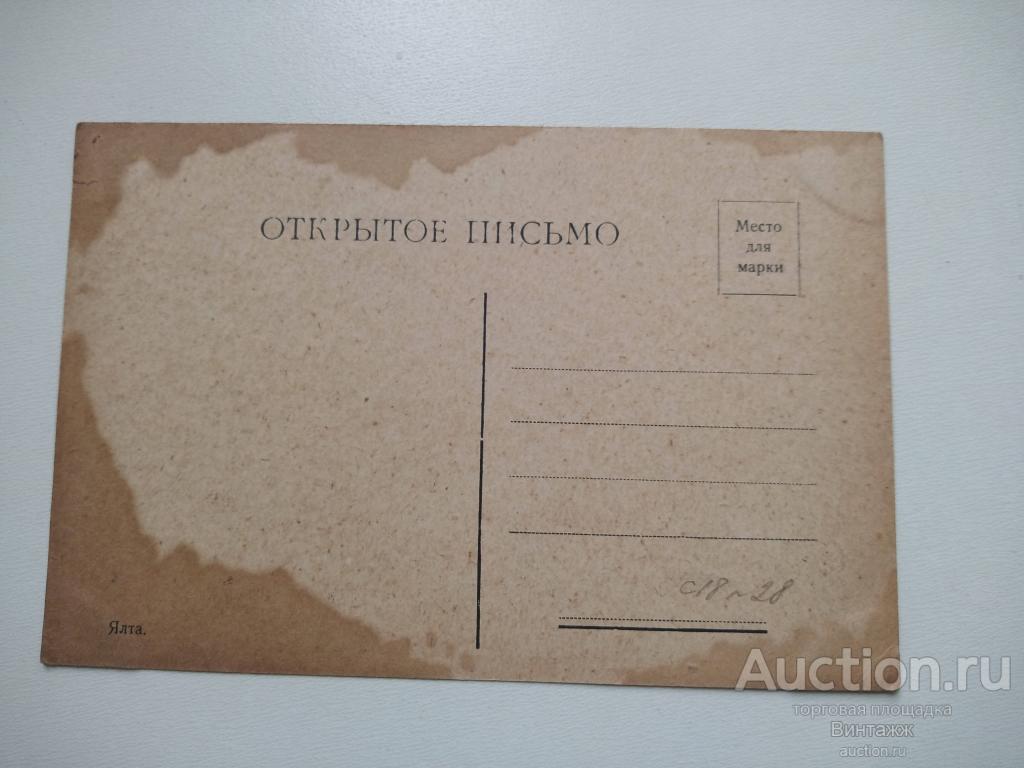 ОТКРЫТОЕ ПИСЬМО
Место
для
марки
с18 л 28
Ялта.
Auction.ru
торговая площадка
Винтажж
auction.ru